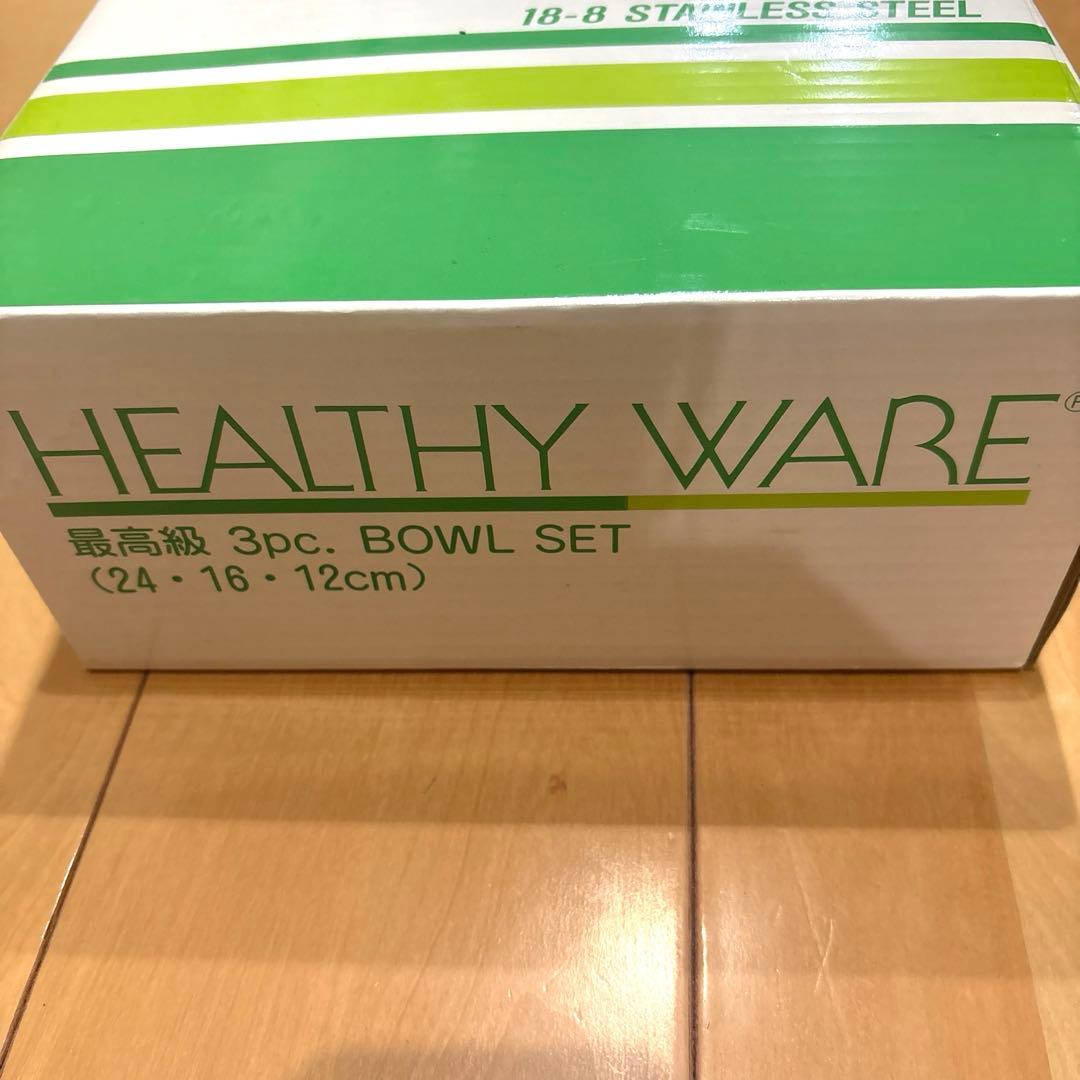 18-8 STAINLESS STEEL
HEALTHY WARE®
最高級 3pc. BOWL SET
(24・16・12cm)